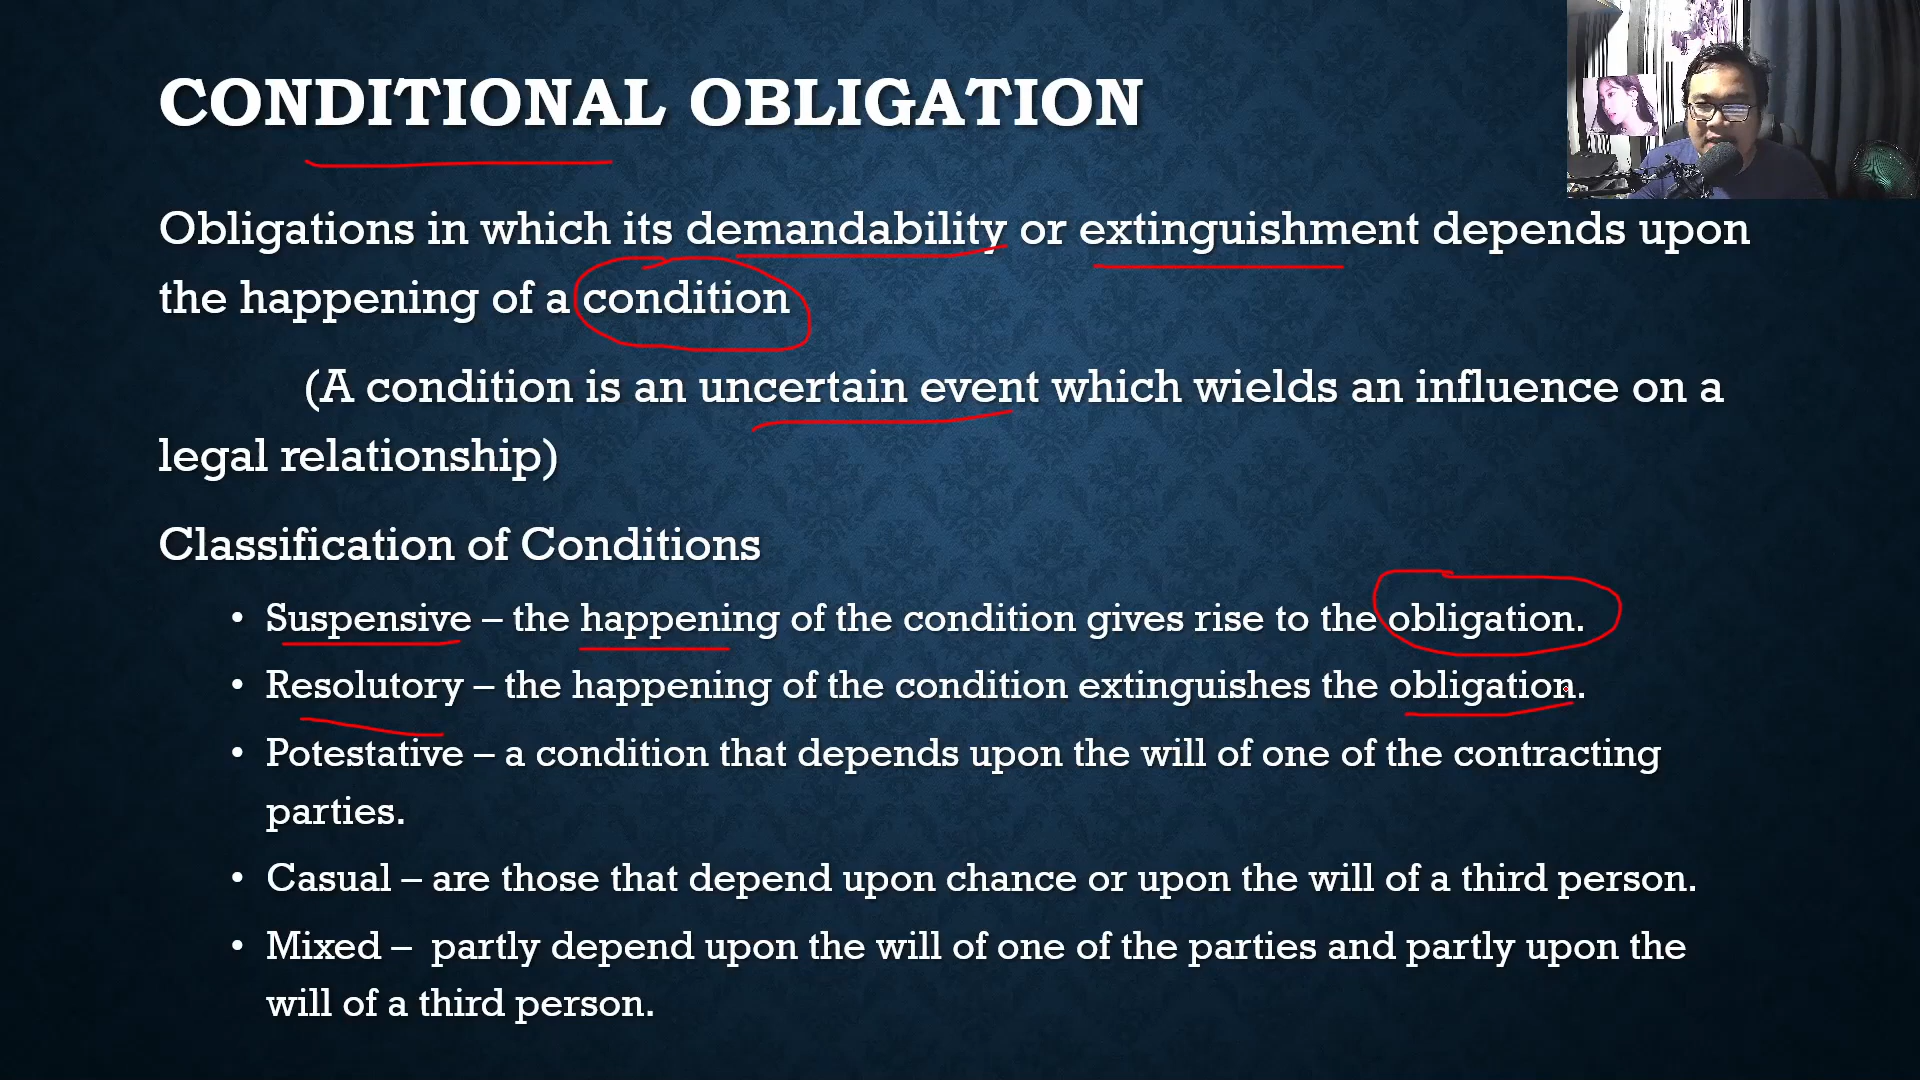 CONDITIONAL OBLIGATION
Obligations in which its demandability or extinguishment depends upon
the happening of a condition
(A condition is an uncertain event which wields an influence on a
legal relationship)
Classification of Conditions
• Suspensive – the happening of the condition gives rise to the obligation.
• Resolutory – the happening of the condition extinguishes the obligation.
• Potestative – a condition that depends upon the will of one of the contracting
parties.
• Casual – are those that depend upon chance or upon the will of a third person.
• Mixed – partly depend upon the will of one of the parties and partly upon the
will of a third person.